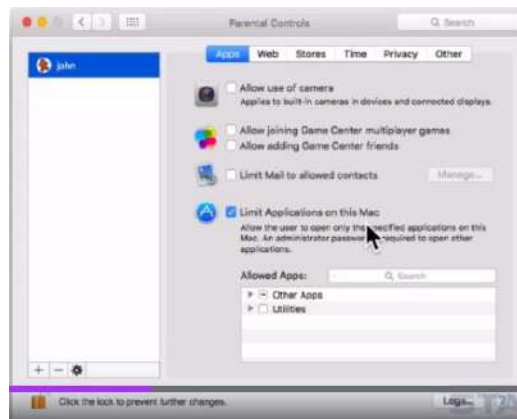 Parental Controls
Search
john
Apps Web Stores Time Privacy Other
Allow use of camera
Applies to built-in cameras in devices and connected displays.
Allow joining Game Center multiplayer games
Allow adding Game Center friends
Limit Mail to allowed contacts
Manage...
Limit Applications on this Mac
Allow the user to open only the specified applications on this
Mac. An administrator password is required to open other
applications.
Allowed Apps:
Search
Other Apps
Utilities
Click the lock to prevent further changes.
Logs...